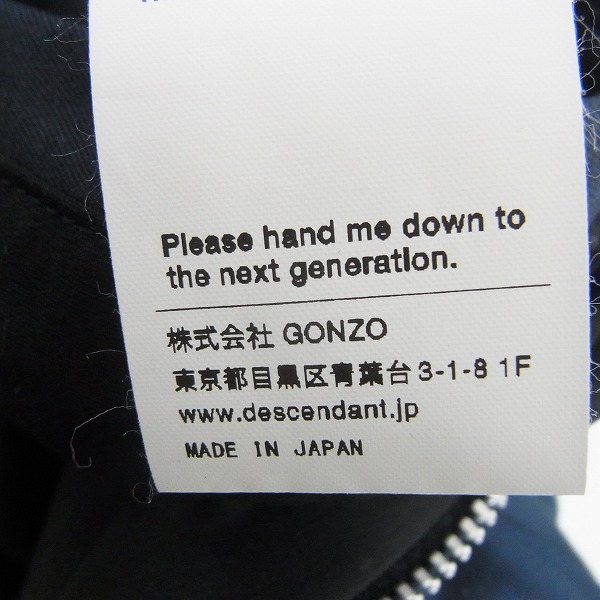 Please hand me down to
the next generation.
株式会社 GONZO
東京都目黒区青葉台 3-1-8 1F
www.descendant.jp
MADE IN JAPAN